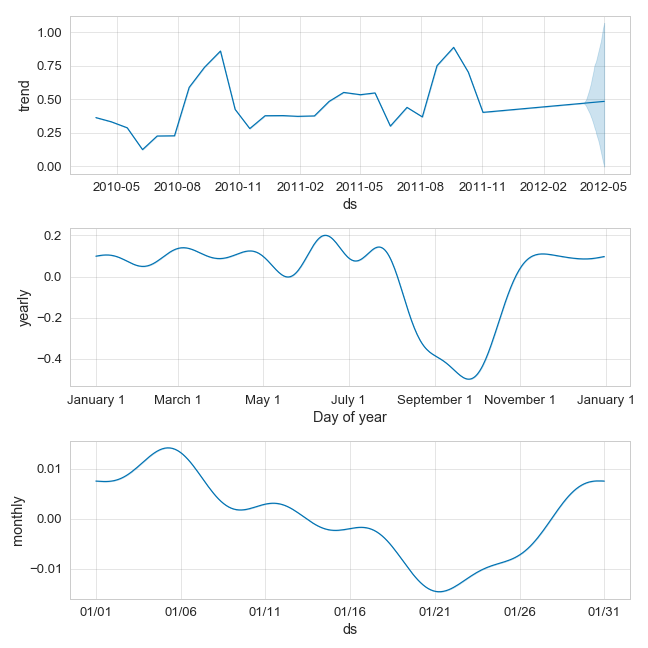 trend
1.00
0.75
0.50
0.25
0.00
2010-05 2010-08 2010-11 2011-02 2011-05 2011-08 2011-11 2012-02 2012-05
ds
yearly
0.2
0.0
−0.2
−0.4
January 1 March 1 May 1 July 1 September 1 November 1 January 1
Day of year
monthly
0.01
0.00
−0.01
01/01 01/06 01/11 01/16 01/21 01/26 01/31
ds